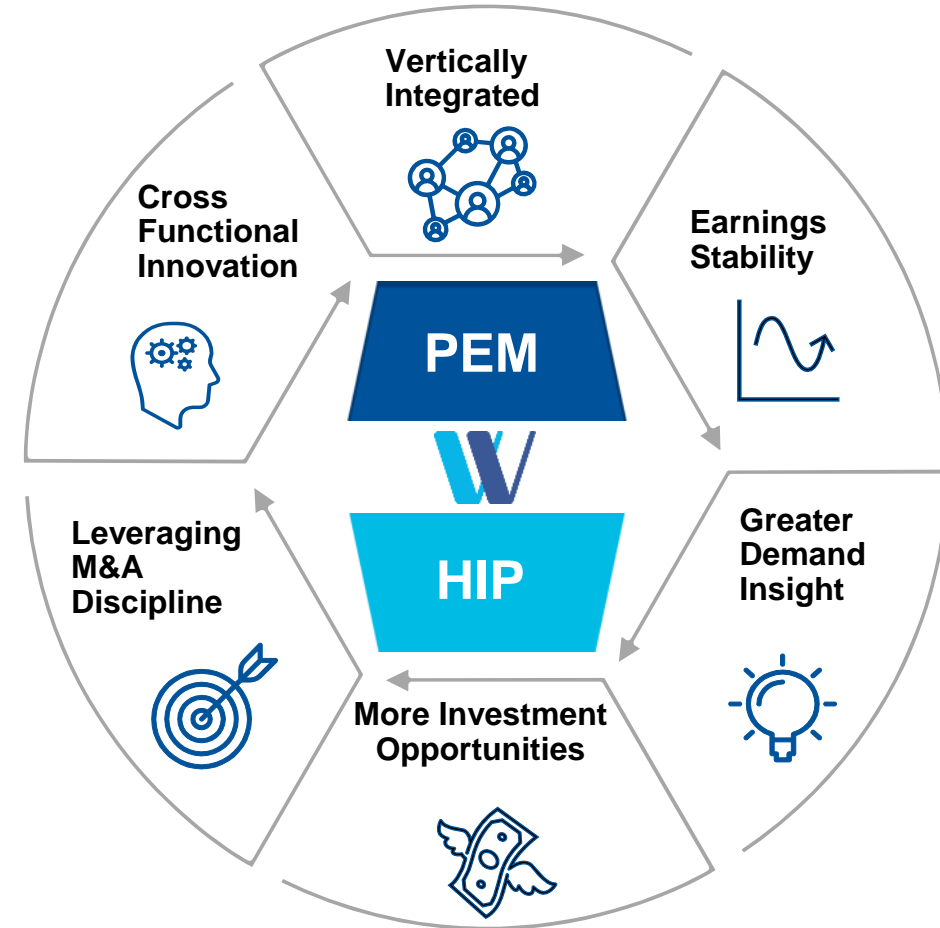 Vertically
Integrated
Earnings
Stability
Greater
Demand
Insight
More Investment
Opportunities
Leveraging
M&A
Discipline
Cross
Functional
Innovation
PEM
HIP